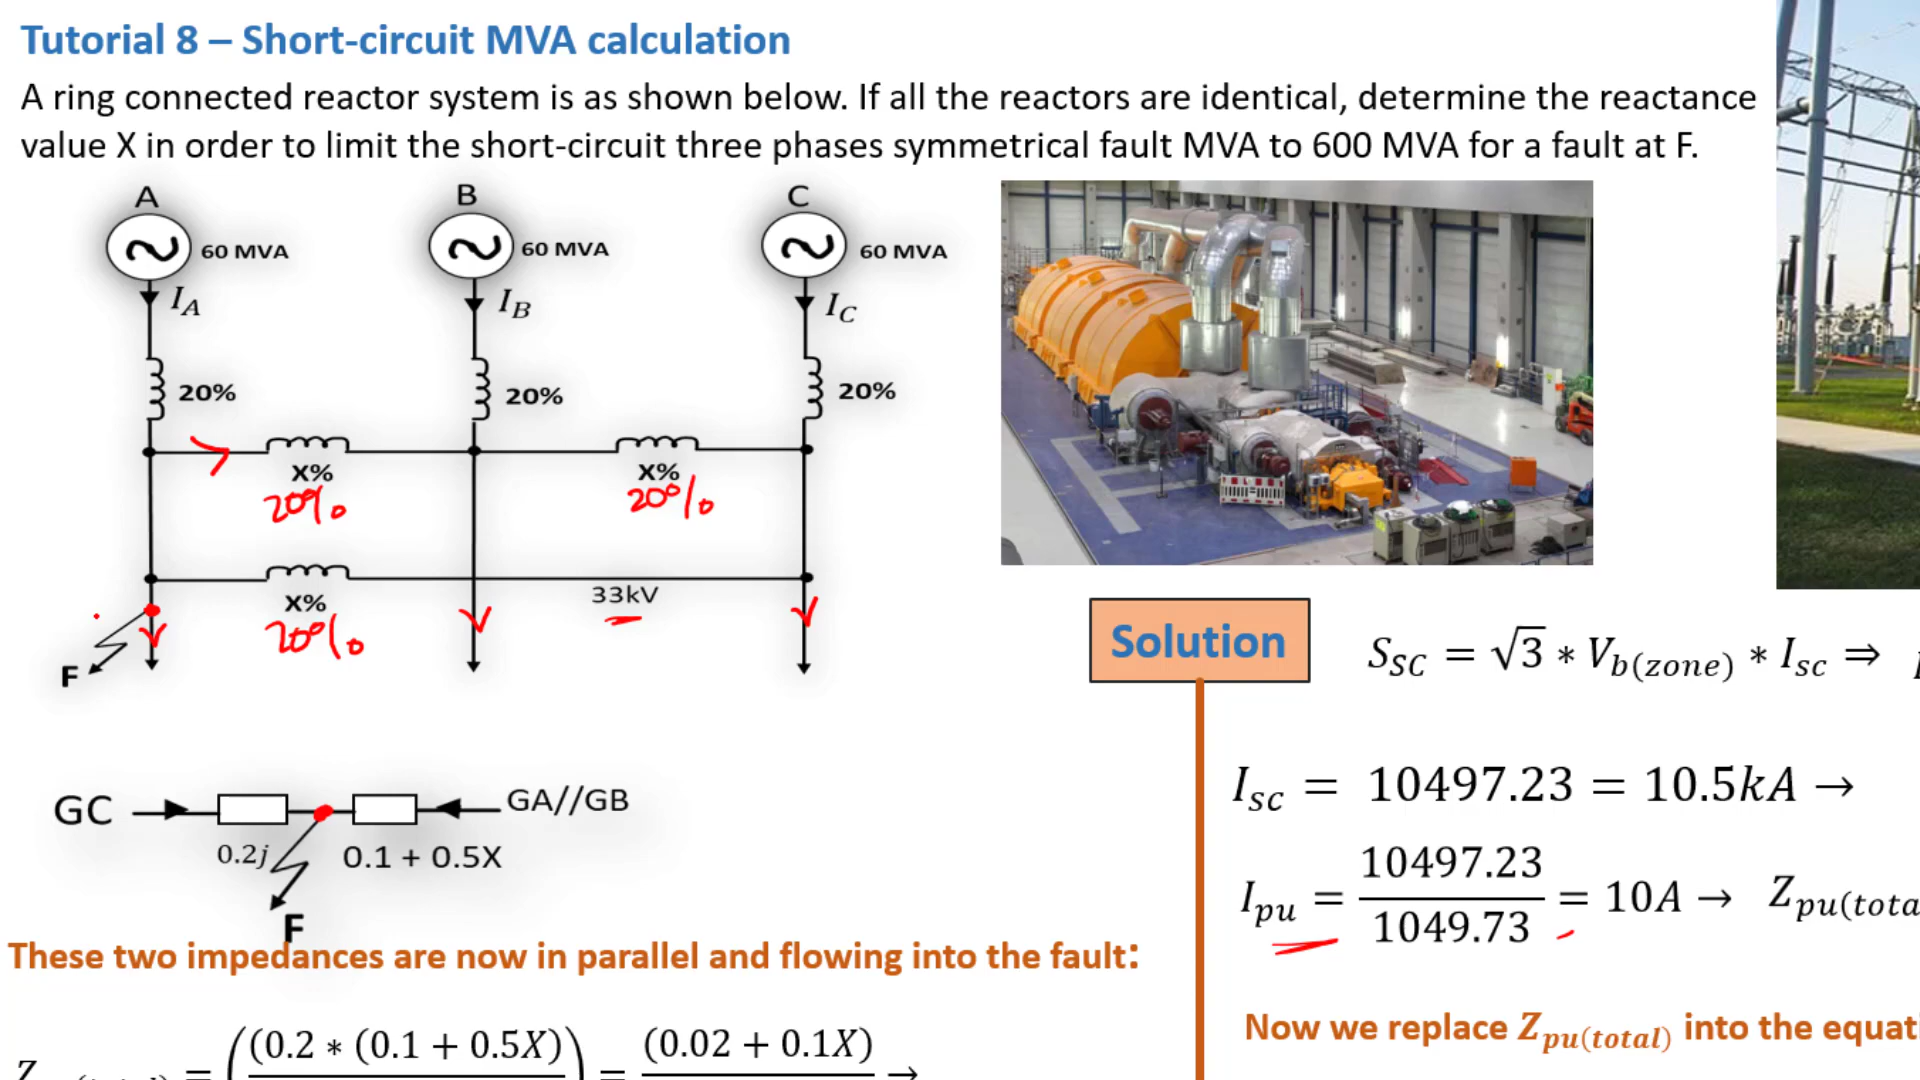 Tutorial 8 – Short-circuit MVA calculation
A ring connected reactor system is as shown below. If all the reactors are identical, determine the reactance
value X in order to limit the short-circuit three phases symmetrical fault MVA to 600 MVA for a fault at F.
A B C
60 MVA 60 MVA 60 MVA
I_A I_B I_C
20% 20% 20%
X% X%
20% 20%
X% 33kV
20%
F
Solution
S_SC = √3 * V_b(zone) * I_sc ⇒
I_sc = 10497.23 = 10.5kA →
I_pu = 10497.23 / 1049.73 = 10A → Z_pu(tota
Now we replace Z_pu(total) into the equati
GC GA//GB
0.2j 0.1 + 0.5X
F
These two impedances are now in parallel and flowing into the fault:
= ((0.2 * (0.1 + 0.5X) = (0.02 + 0.1X) →